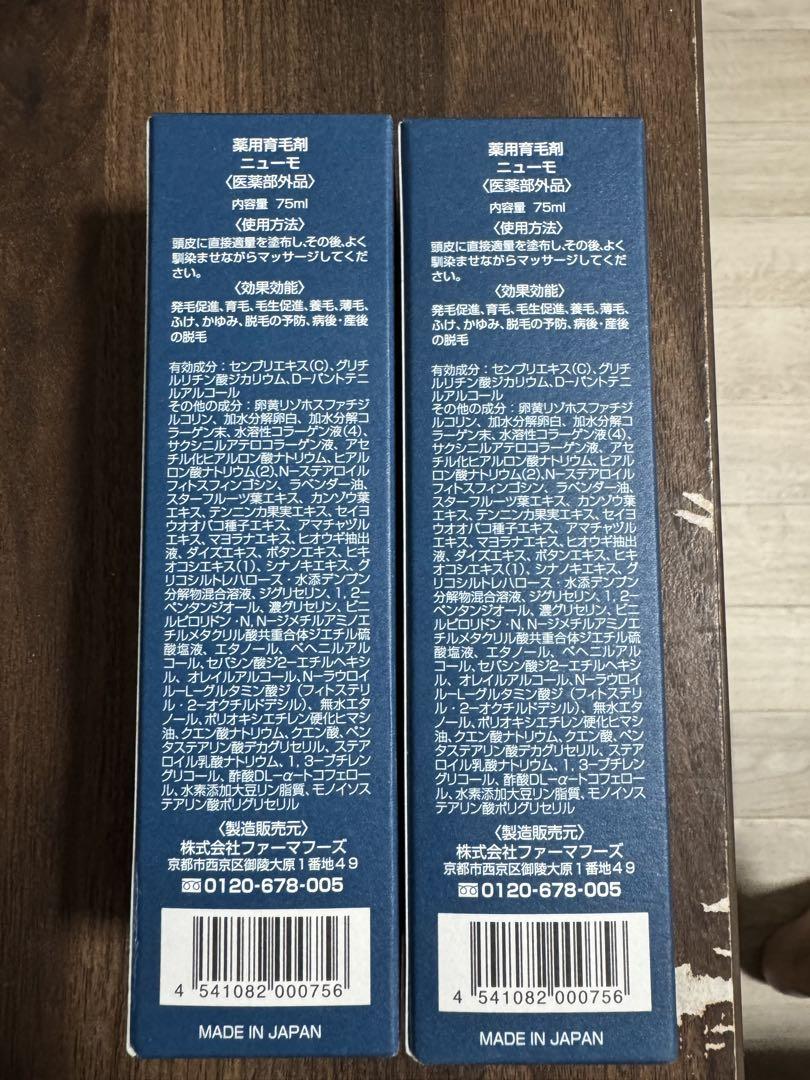 薬用育毛剤
ニューモ
〈医薬部外品〉
内容量 75ml
〈使用方法〉
頭皮に直接適量を塗布し、その後、よく
馴染ませながらマッサージしてくだ
さい。
〈効果効能〉
発毛促進、育毛、毛生促進、養毛、薄毛、
ふけ、かゆみ、脱毛の予防、病後・産後
の脱毛
有効成分：センブリエキス(C)、グリチ
ルリチン酸ジカリウム、D-パントテニ
ルアルコール
その他の成分：卵黄リゾホスファチジ
ルコリン、加水分解卵白、加水分解コ
ラーゲン末、水溶性コラーゲン液(4)、
サクシニルアテロコラーゲン液、アセ
チル化ヒアルロン酸ナトリウム、ヒアル
ロン酸ナトリウム(2)、N-ステアロイル
フィトスフィンゴシン、ラベンダー油、
スターフルーツ葉エキス、カンゾウ葉
エキス、テンニンカ果実エキス、セイヨ
ウオオバコ種子エキス、アマチャヅル
エキス、マヨラナエキス、ヒオウギ抽出
液、ダイズエキス、ボタンエキス、ヒキ
オコシエキス(1)、シナノキエキス、グ
リコシルトレハロース・水添デンプン
分解物混合溶液、ジグリセリン、1，2-
ペンタンジオール、濃グリセリン、ビニ
ルピロリドン・N，N-ジメチルアミノエ
チルメタクリル酸共重合体ジエチル硫
酸塩液、エタノール、ベヘニルアル
コール、セバシン酸ジ2-エチルヘキシ
ル、オレイルアルコール、N-ラウロイ
ル-L-グルタミン酸ジ（フィトステリ
ル・2-オクチルドデシル）、無水エタ
ノール、ポリオキシエチレン硬化ヒマシ
油、クエン酸ナトリウム、クエン酸、ペン
タステアリン酸デカグリセリル、ステア
ロイル乳酸ナトリウム、1，3-ブチレン
グリコール、酢酸DL-α-トコフェロー
ル、水素添加大豆リン脂質、モノイソス
テアリン酸ポリグリセリル
〈製造販売元〉
株式会社ファーマフーズ
京都市西京区御陵大原1番地49
0120-678-005
4 541082 000756
MADE IN JAPAN
薬用育毛剤
ニューモ
〈医薬部外品〉
内容量 75ml
〈使用方法〉
頭皮に直接適量を塗布し、その後、よく
馴染ませながらマッサージしてくだ
さい。
〈効果効能〉
発毛促進、育毛、毛生促進、養毛、薄毛、
ふけ、かゆみ、脱毛の予防、病後・産後
の脱毛
有効成分：センブリエキス(C)、グリチ
ルリチン酸ジカリウム、D-パントテニ
ルアルコール
その他の成分：卵黄リゾホスファチジ
ルコリン、加水分解卵白、加水分解コ
ラーゲン末、水溶性コラーゲン液(4)、
サクシニルアテロコラーゲン液、アセ
チル化ヒアルロン酸ナトリウム、ヒアル
ロン酸ナトリウム(2)、N-ステアロイル
フィトスフィンゴシン、ラベンダー油、
スターフルーツ葉エキス、カンゾウ葉
エキス、テンニンカ果実エキス、セイヨ
ウオオバコ種子エキス、アマチャヅル
エキス、マヨラナエキス、ヒオウギ抽出
液、ダイズエキス、ボタンエキス、ヒキ
オコシエキス(1)、シナノキエキス、グ
リコシルトレハロース・水添デンプン
分解物混合溶液、ジグリセリン、1，2-
ペンタンジオール、濃グリセリン、ビニ
ルピロリドン・N，N-ジメチルアミノエ
チルメタクリル酸共重合体ジエチル硫
酸塩液、エタノール、ベヘニルアル
コール、セバシン酸ジ2-エチルヘキシ
ル、オレイルアルコール、N-ラウロイ
ル-L-グルタミン酸ジ（フィトステリ
ル・2-オクチルドデシル）、無水エタ
ノール、ポリオキシエチレン硬化ヒマシ
油、クエン酸ナトリウム、クエン酸、ペン
タステアリン酸デカグリセリル、ステア
ロイル乳酸ナトリウム、1，3-ブチレン
グリコール、酢酸DL-α-トコフェロー
ル、水素添加大豆リン脂質、モノイソス
テアリン酸ポリグリセリル
〈製造販売元〉
株式会社ファーマフーズ
京都市西京区御陵大原1番地49
0120-678-005
4 541082 000756
MADE IN JAPAN